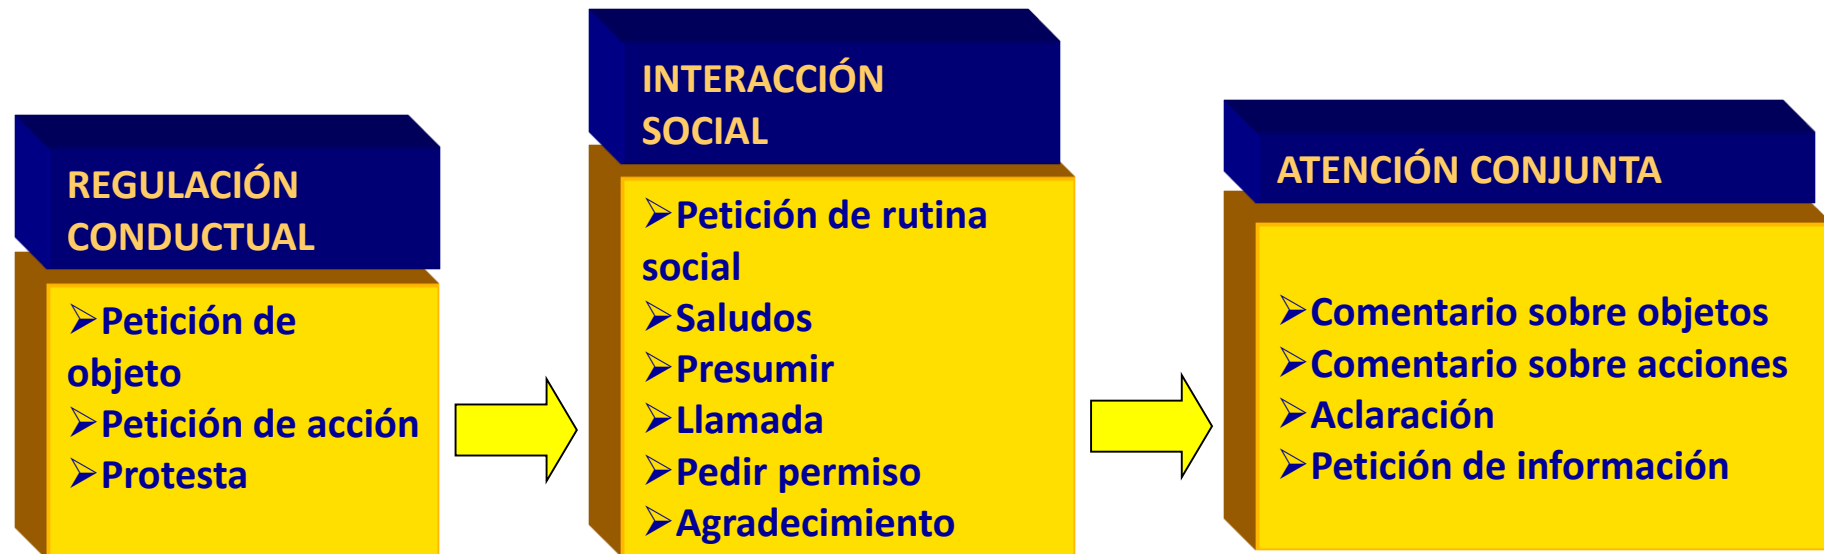 REGULACIÓN
CONDUCTUAL
➢Petición de
objeto
➢Petición de acción
➢Protesta
INTERACCIÓN
SOCIAL
➢Petición de rutina
social
➢Saludos
➢Presumir
➢Llamada
➢Pedir permiso
➢Agradecimiento
ATENCIÓN CONJUNTA
➢Comentario sobre objetos
➢Comentario sobre acciones
➢Aclaración
➢Petición de información